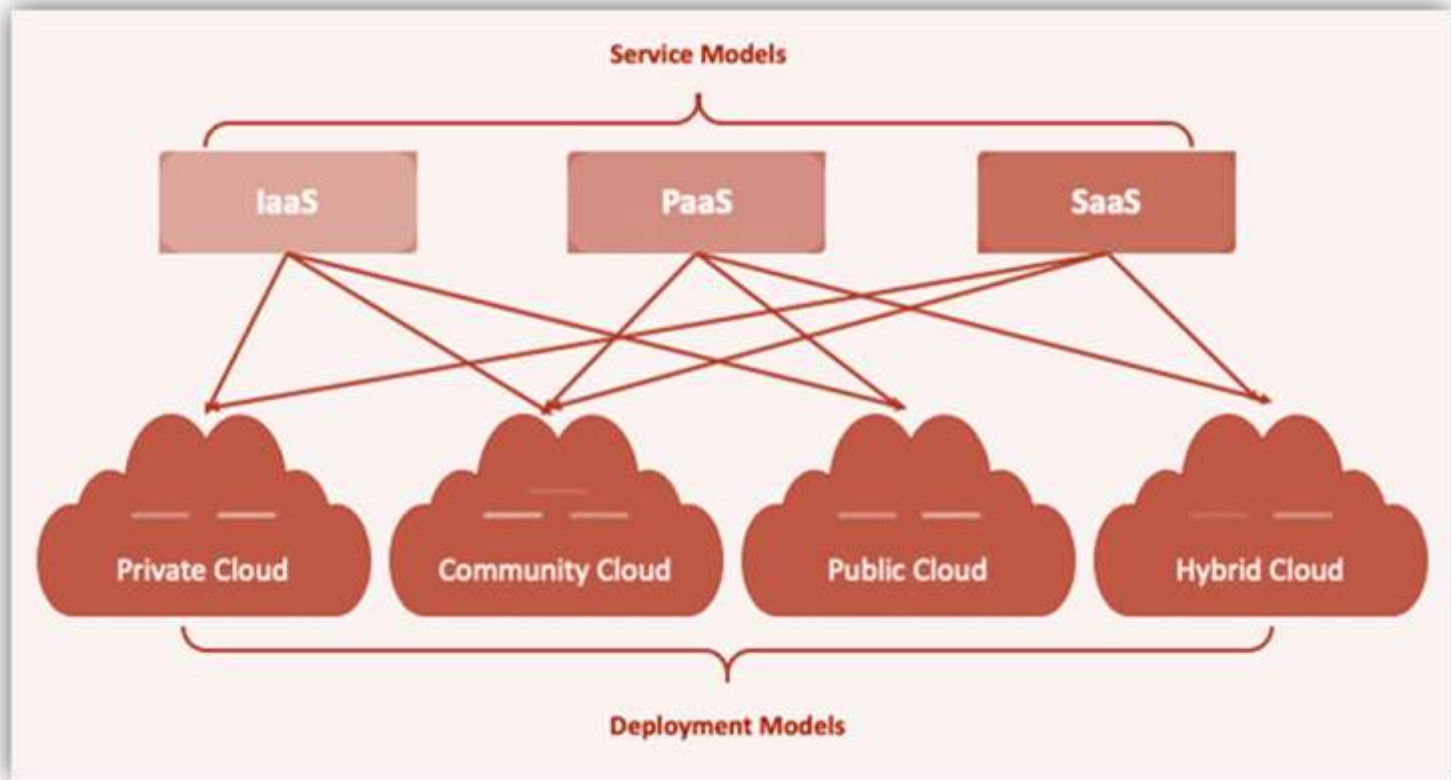 Service Models
IaaS
PaaS
SaaS
Private Cloud
Community Cloud
Public Cloud
Hybrid Cloud
Deployment Models